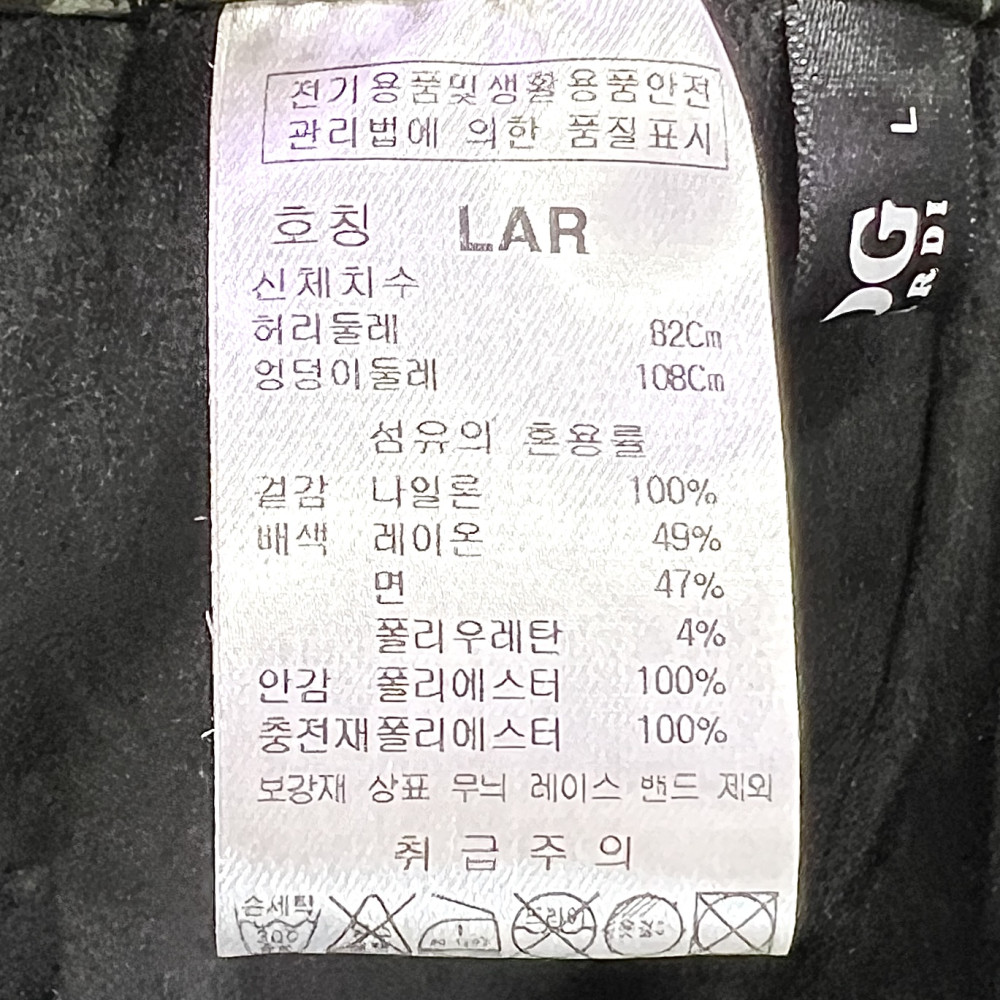 전기용품및생활용품안전
관리법에 의한 품질표시
호칭 LAR
신체치수
허리둘레 82Cm
엉덩이둘레 108Cm
섬유의 혼용률
겉감 나일론 100%
배색 레이온 49%
면 47%
폴리우레탄 4%
안감 폴리에스터 100%
충전재폴리에스터 100%
보강재 상표 무늬 레이스 밴드 제외
취급주의
손세탁
드라이
L
OG
RDI